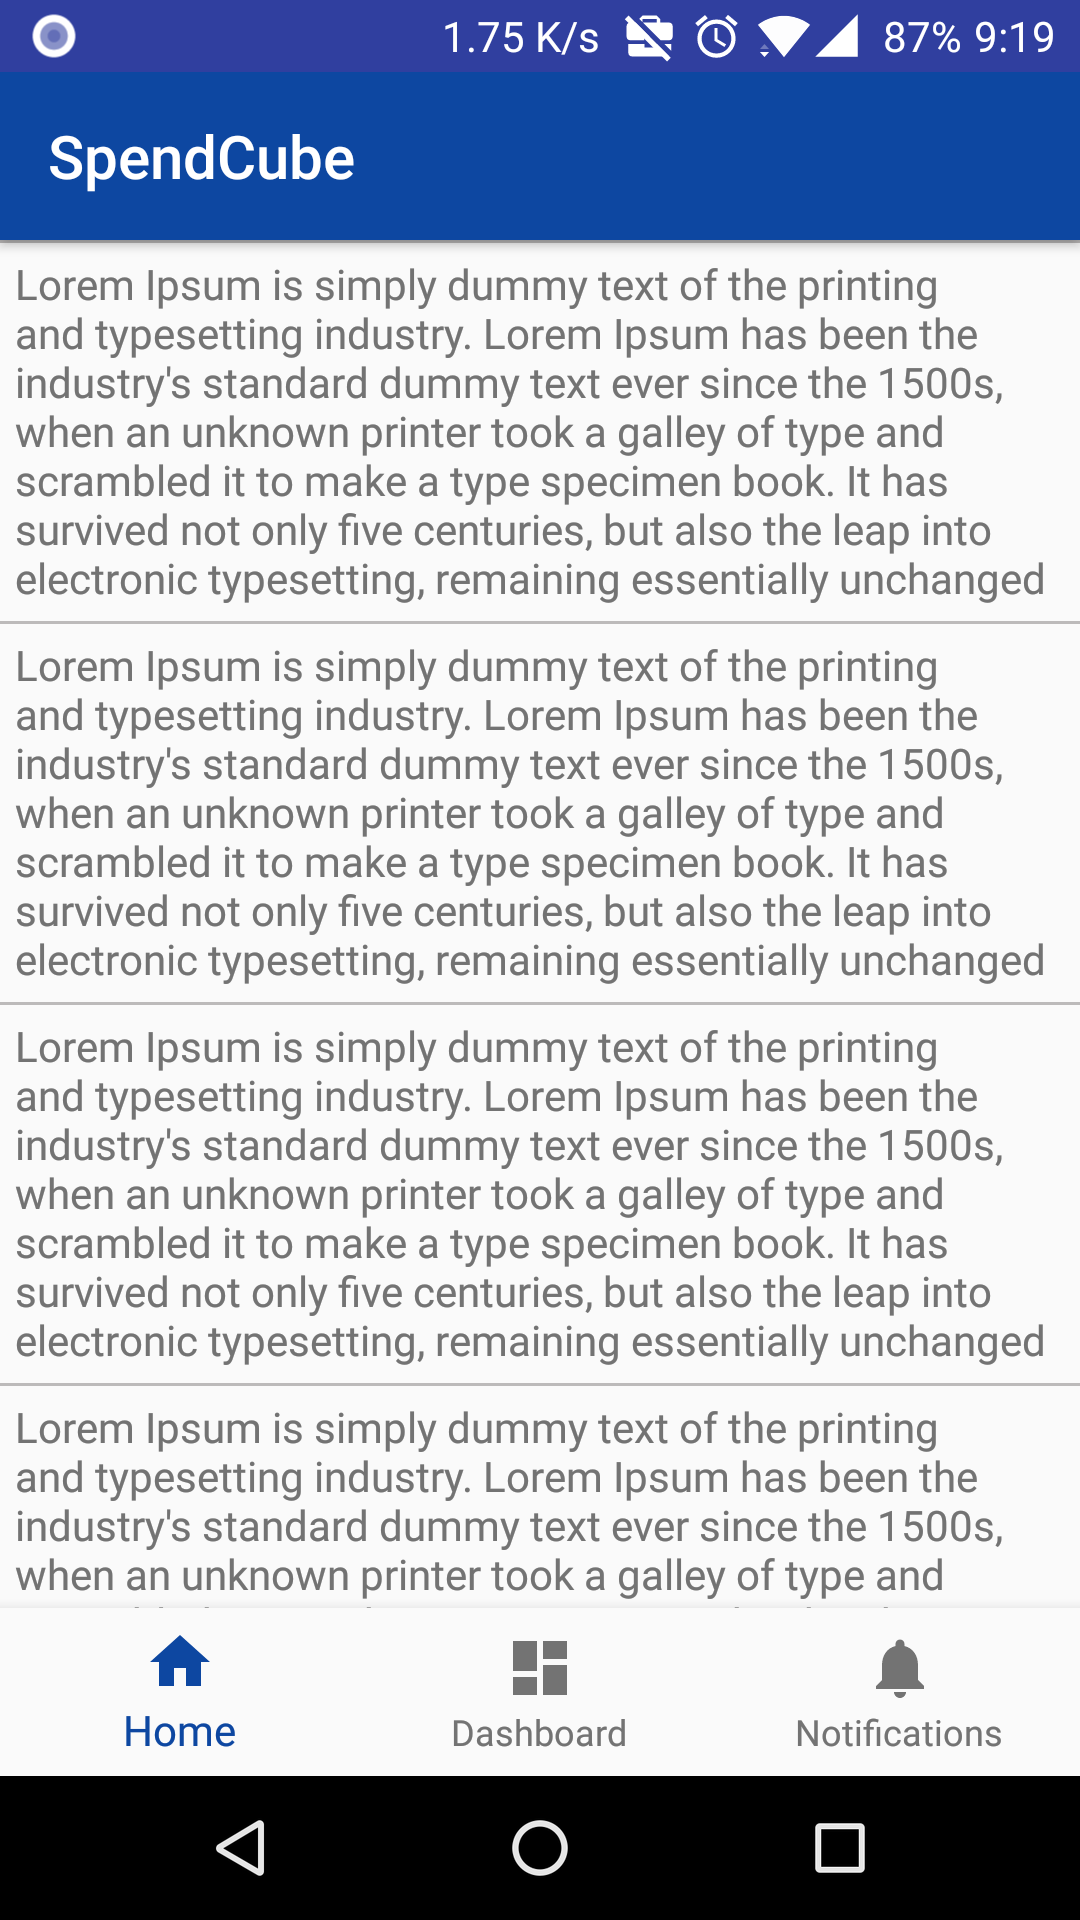 1.75 K/s 87% 9:19
SpendCube
Lorem Ipsum is simply dummy text of the printing
and typesetting industry. Lorem Ipsum has been the
industry's standard dummy text ever since the 1500s,
when an unknown printer took a galley of type and
scrambled it to make a type specimen book. It has
survived not only five centuries, but also the leap into
electronic typesetting, remaining essentially unchanged
Lorem Ipsum is simply dummy text of the printing
and typesetting industry. Lorem Ipsum has been the
industry's standard dummy text ever since the 1500s,
when an unknown printer took a galley of type and
scrambled it to make a type specimen book. It has
survived not only five centuries, but also the leap into
electronic typesetting, remaining essentially unchanged
Lorem Ipsum is simply dummy text of the printing
and typesetting industry. Lorem Ipsum has been the
industry's standard dummy text ever since the 1500s,
when an unknown printer took a galley of type and
scrambled it to make a type specimen book. It has
survived not only five centuries, but also the leap into
electronic typesetting, remaining essentially unchanged
Lorem Ipsum is simply dummy text of the printing
and typesetting industry. Lorem Ipsum has been the
industry's standard dummy text ever since the 1500s,
when an unknown printer took a galley of type and
Home Dashboard Notifications